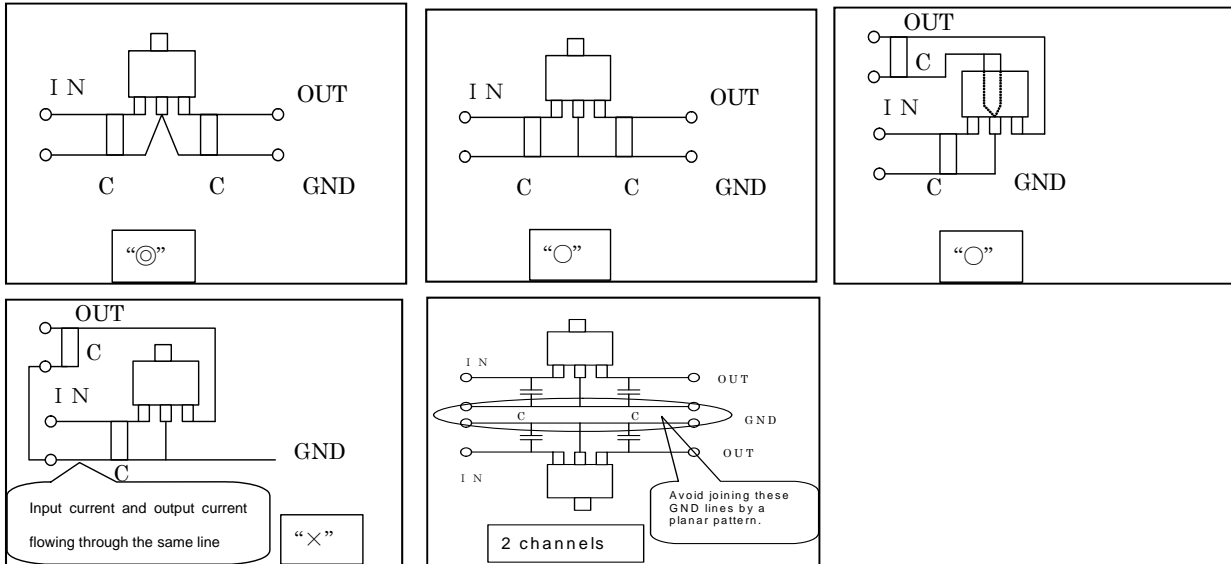 I N
OUT
C
C
GND
“◎”
I N
OUT
C
C
GND
“○”
OUT
C
I N
C
GND
“○”
OUT
C
I N
GND
C
Input current and output current
flowing through the same line
“×”
I N
OUT
C
C
GND
OUT
I N
Avoid joining these
GND lines by a
planar pattern.
2 channels